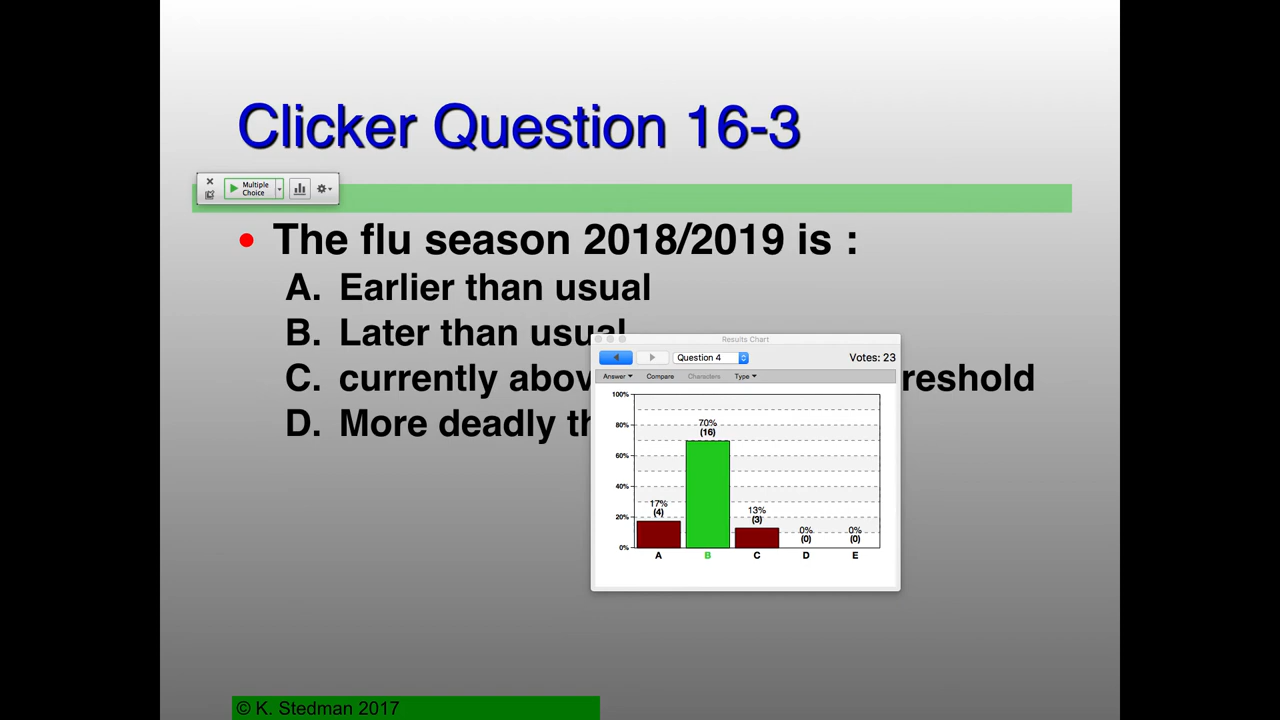 Clicker Question 16-3
Multiple
Choice
• The flu season 2018/2019 is :
A. Earlier than usual
B. Later than usual
C. currently above reshold
D. More deadly th
Results Chart
Question 4
Votes: 23
Answer
Compare
Characters
Type
100%
80%
60%
40%
20%
0%
17%
(4)
70%
(16)
13%
(3)
0%
(0)
0%
(0)
A B C D E
© K. Stedman 2017